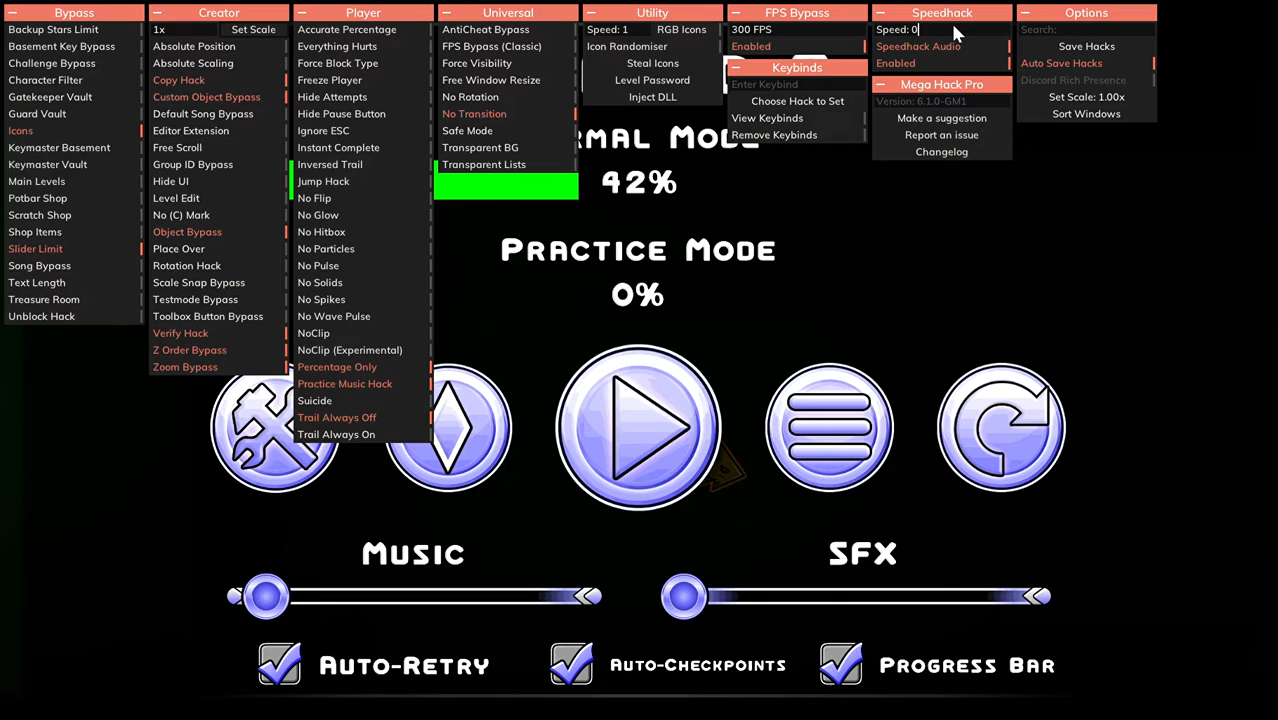 Bypass
Backup Stars Limit
Basement Key Bypass
Challenge Bypass
Character Filter
Gatekeeper Vault
Guard Vault
Icons
Keymaster Basement
Keymaster Vault
Main Levels
Potbar Shop
Scratch Shop
Shop Items
Slider Limit
Song Bypass
Text Length
Treasure Room
Unblock Hack
Creator
1x Set Scale
Absolute Position
Absolute Scaling
Copy Hack
Custom Object Bypass
Default Song Bypass
Editor Extension
Free Scroll
Group ID Bypass
Hide UI
Level Edit
No (C) Mark
Object Bypass
Place Over
Rotation Hack
Scale Snap Bypass
Testmode Bypass
Toolbox Button Bypass
Verify Hack
Z Order Bypass
Zoom Bypass
Player
Accurate Percentage
Everything Hurts
Force Block Type
Freeze Player
Hide Attempts
Hide Pause Button
Ignore ESC
Instant Complete
Inversed Trail
Jump Hack
No Flip
No Glow
No Hitbox
No Particles
No Pulse
No Solids
No Spikes
No Wave Pulse
NoClip
NoClip (Experimental)
Percentage Only
Practice Music Hack
Suicide
Trail Always Off
Trail Always On
Universal
AntiCheat Bypass
FPS Bypass (Classic)
Force Visibility
Free Window Resize
No Rotation
No Transition
Safe Mode
Transparent BG
Transparent Lists
Utility
Speed: 1 RGB Icons
Icon Randomiser
Steal Icons
Level Password
Inject DLL
FPS Bypass
300 FPS
Enabled
Keybinds
Enter Keybind
Choose Hack to Set
View Keybinds
Remove Keybinds
Speedhack
Speed: 0
Speedhack Audio
Enabled
Mega Hack Pro
Version: 6.1.0-GM1
Make a suggestion
Report an issue
Changelog
Options
Search:
Save Hacks
Auto Save Hacks
Discord Rich Presence
Set Scale: 1.00x
Sort Windows
rmal Mode
42%
Practice Mode
0%
Music SFX
Auto-Retry Auto-Checkpoints Progress Bar